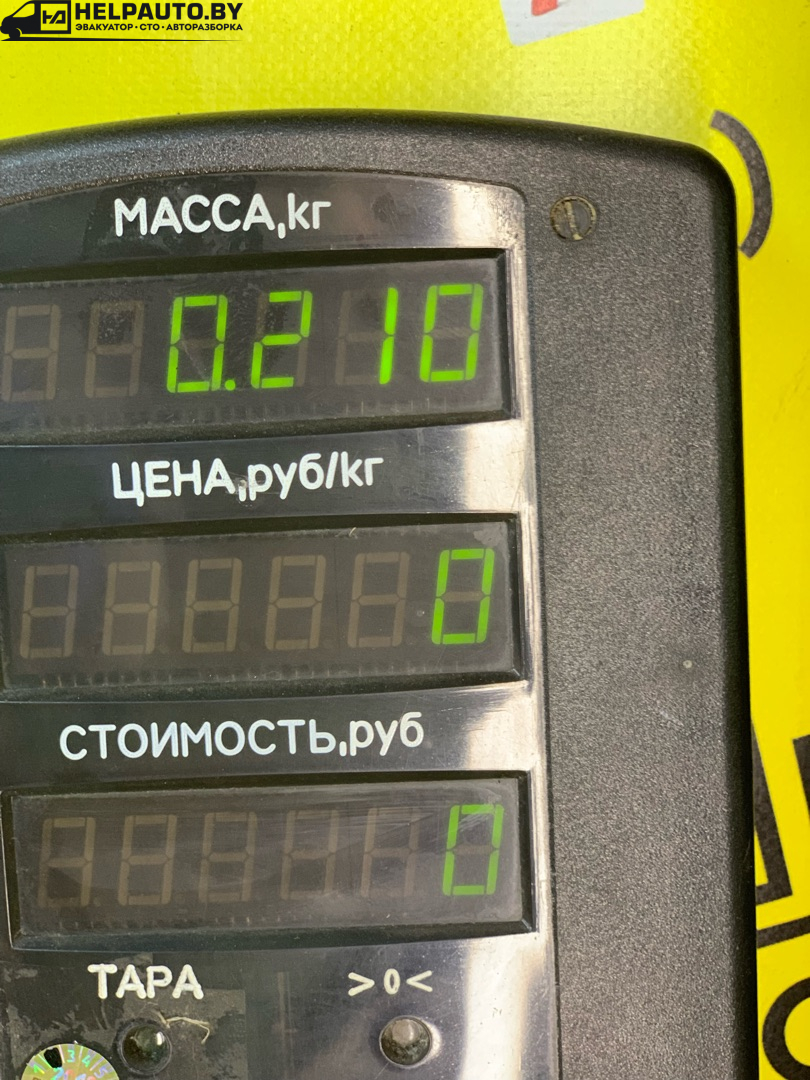 HELPAUTO.BY
ЭВАКУАТОР • СТО • АВТОРАЗБОРКА
МАССА,кг
0.210
ЦЕНА,руб/кг
0
СТОИМОСТЬ,руб
0
ТАРА >0<